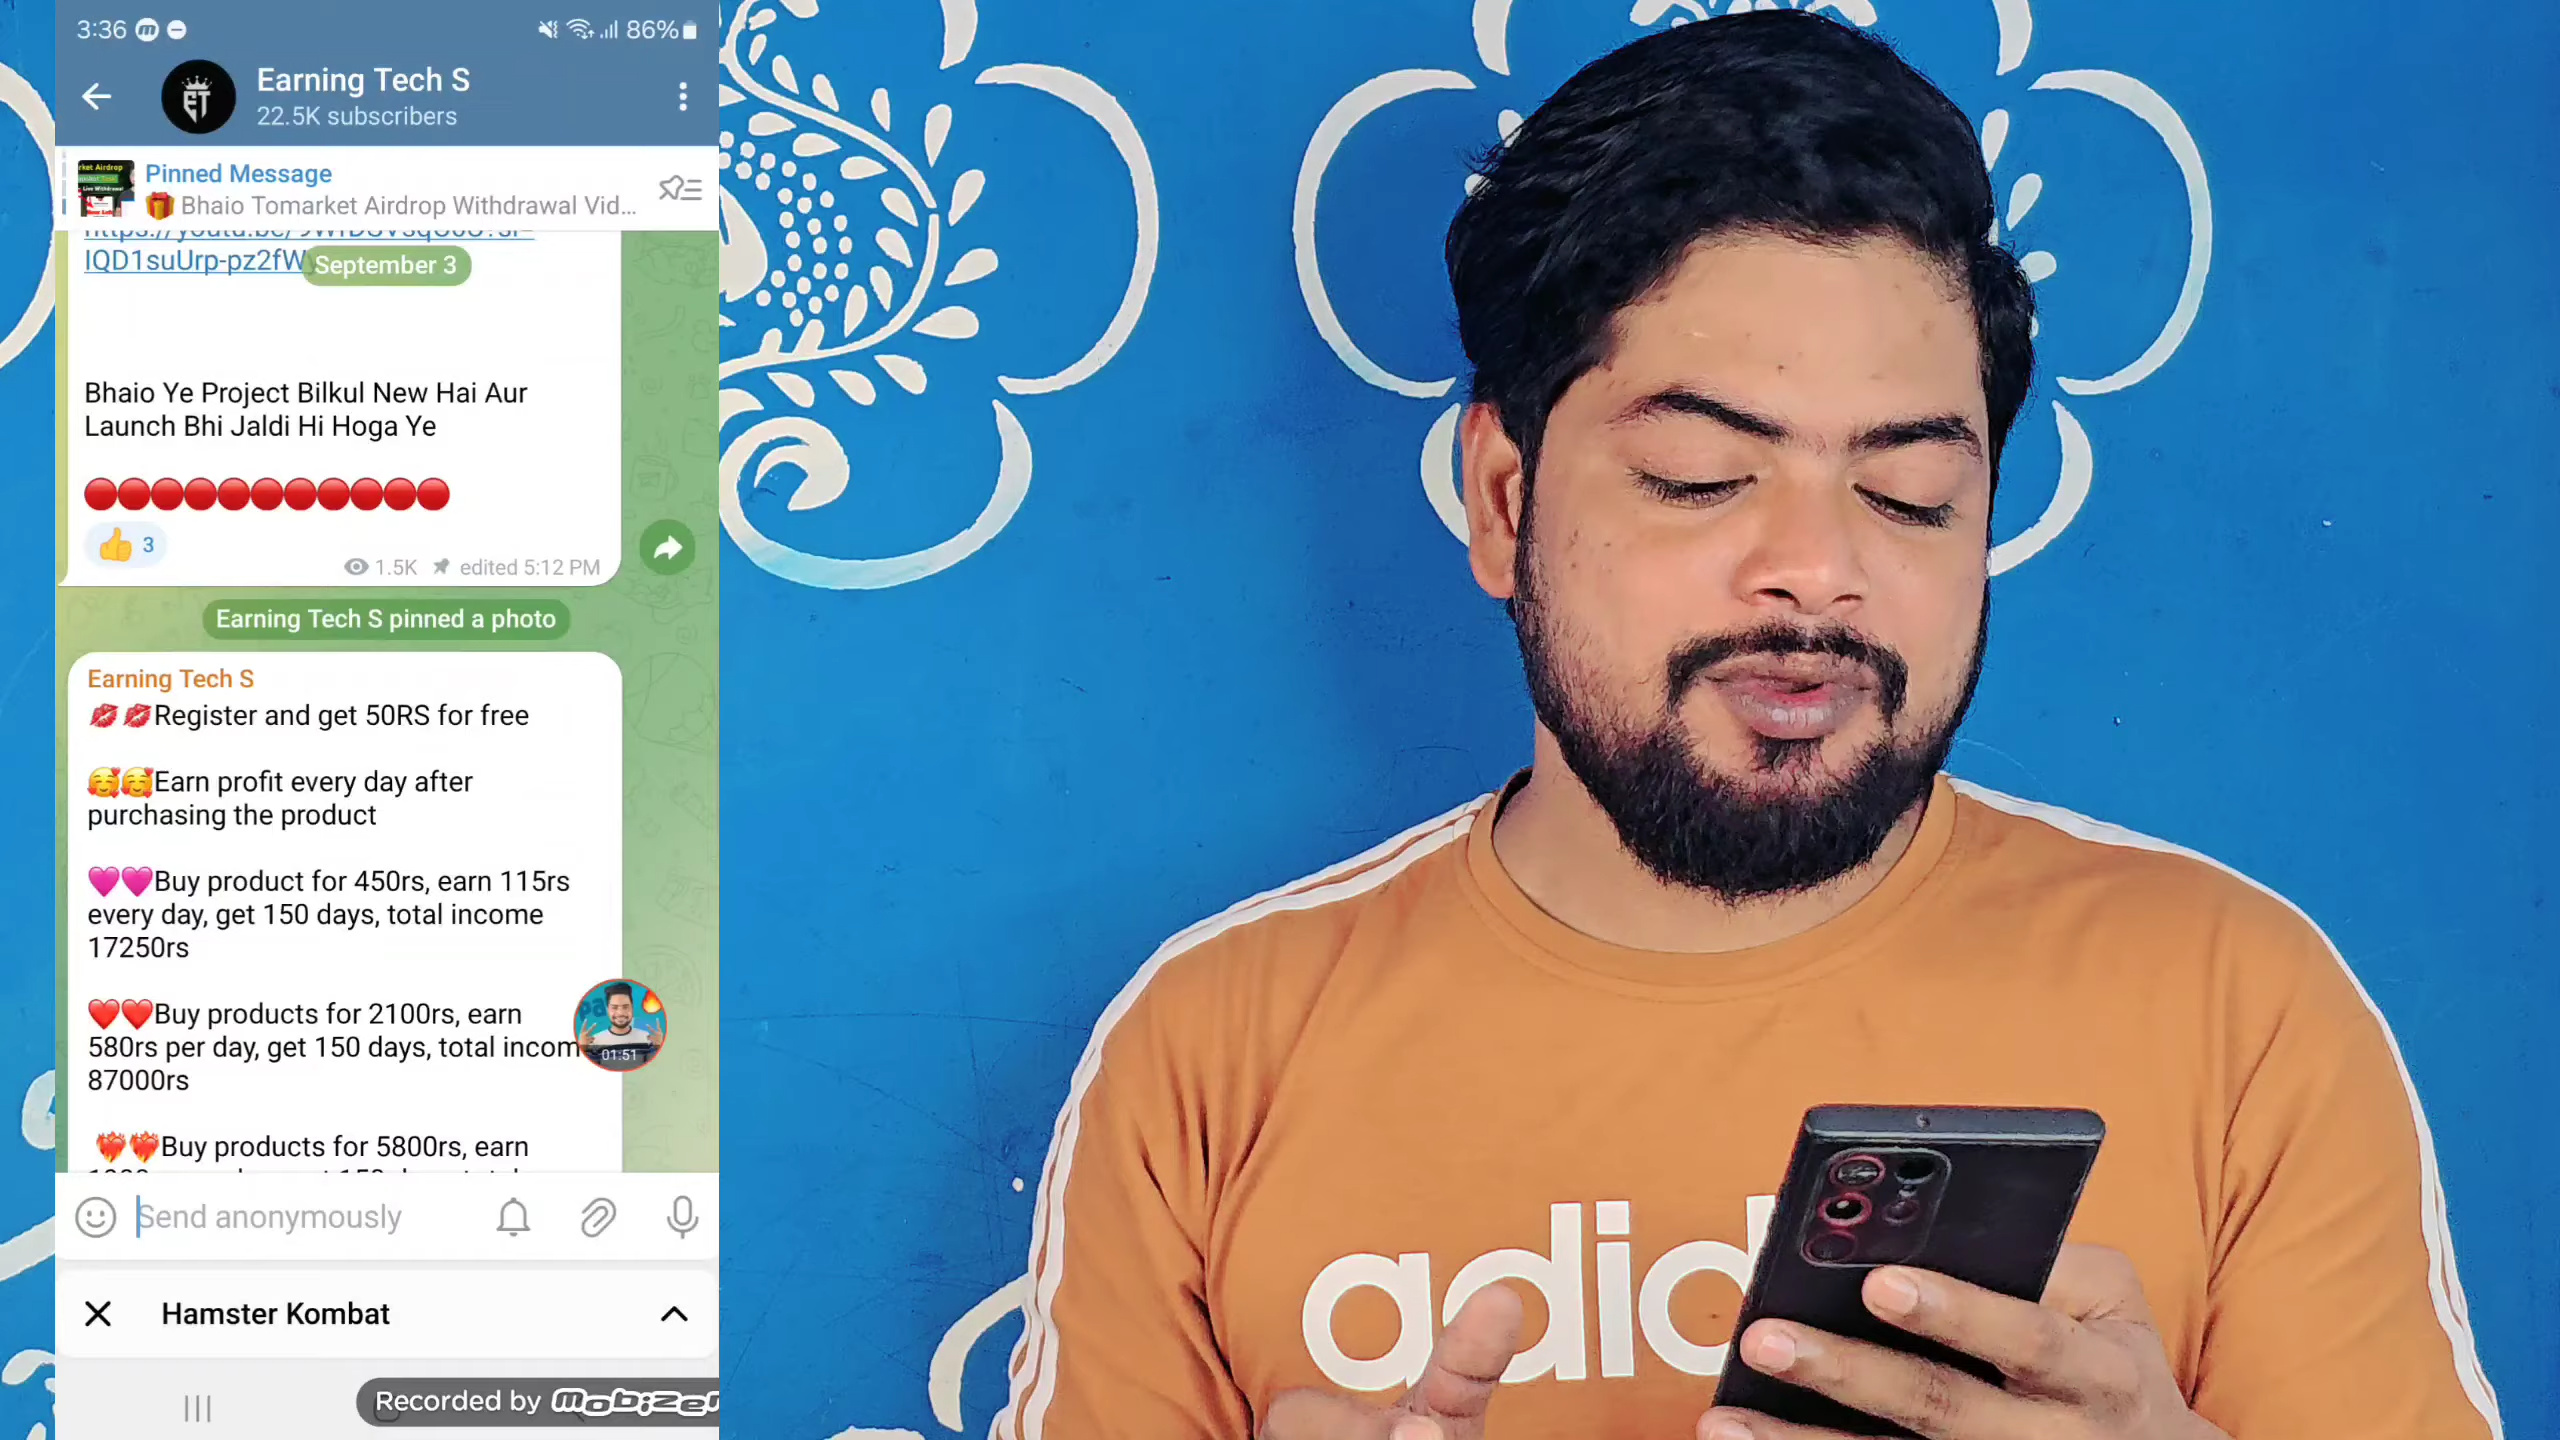 3:36
86%
Earning Tech S
22.5K subscribers
Pinned Message
🎁 Bhaio Tomarket Airdrop Withdrawal Vid...
IQD1suUrp-pz2fW
September 3
Bhaio Ye Project Bilkul New Hai Aur
Launch Bhi Jaldi Hi Hoga Ye
👍 3
1.5K edited 5:12 PM
Earning Tech S pinned a photo
Earning Tech S
💋💋Register and get 50RS for free
🥰🥰Earn profit every day after
purchasing the product
💗💗Buy product for 450rs, earn 115rs
every day, get 150 days, total income
17250rs
❤️❤️Buy products for 2100rs, earn
580rs per day, get 150 days, total incom
87000rs
01:51
❤️‍🔥❤️‍🔥Buy products for 5800rs, earn
Send anonymously
Hamster Kombat
Recorded by mobizen
adid